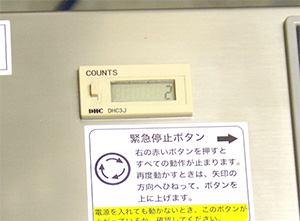 COUNTS
2
DHC DHC3J
緊急停止ボタン
右の赤いボタンを押すと
すべての動作が止まります。
再度動かすときは、矢印の
方向へひねって、ボタンを
上に上げます。
電源を入れても動かないとき、このボタンが